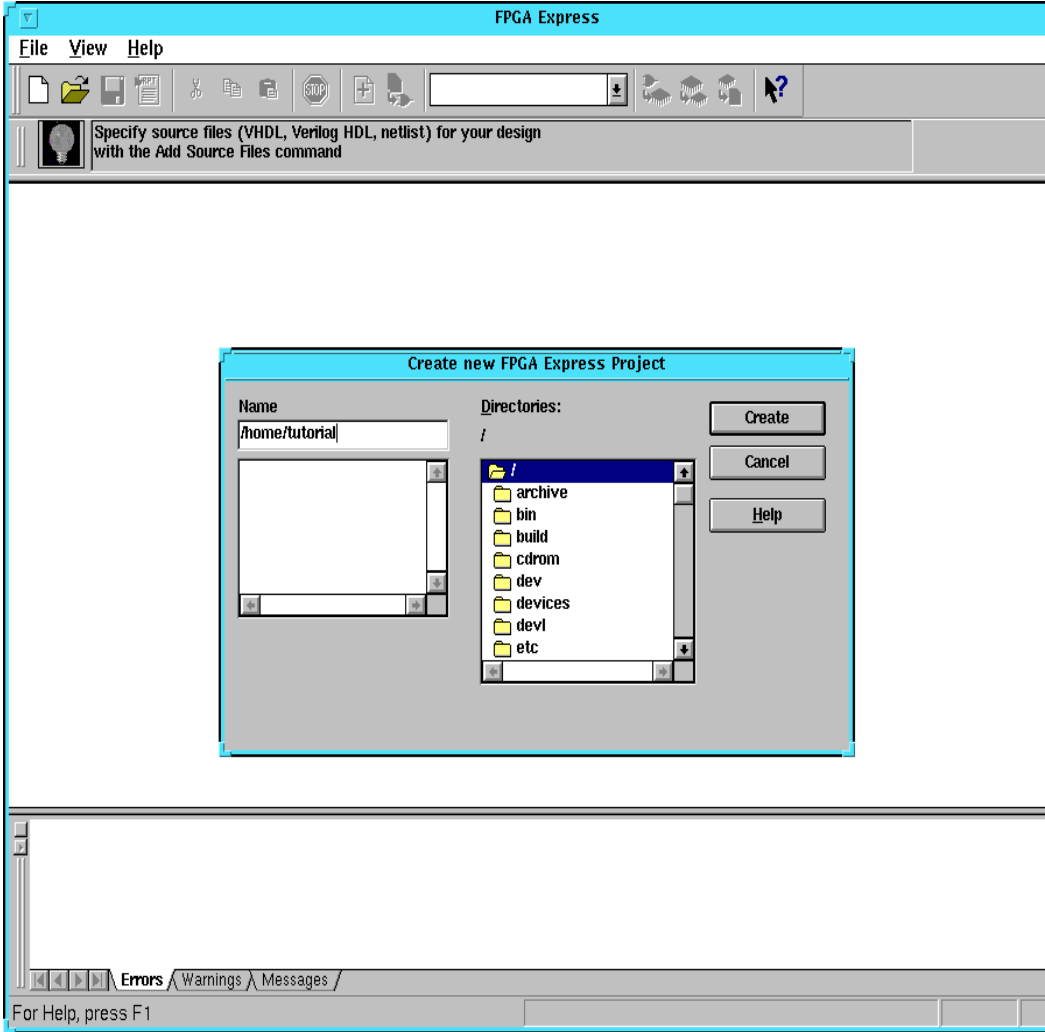 FPGA Express
File View Help
RPT
STOP
Specify source files (VHDL, Verilog HDL, netlist) for your design
with the Add Source Files command
Create new FPGA Express Project
Name
/home/tutorial
Directories:
/
/
archive
bin
build
cdrom
dev
devices
devl
etc
Create
Cancel
Help
Errors Warnings Messages
For Help, press F1